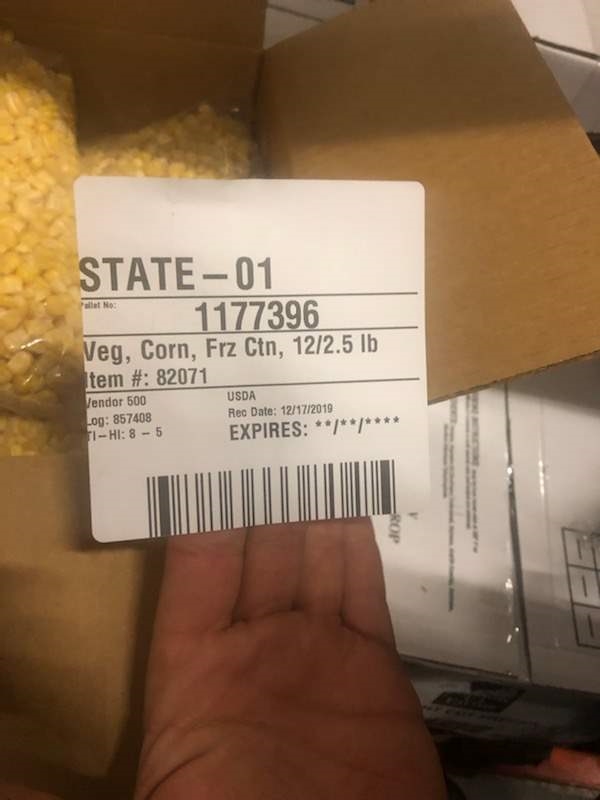 STATE-01
Pallet No:
1177396
Veg, Corn, Frz Ctn, 12/2.5 lb
Item #: 82071
Vendor 500
USDA
Log: 857408
Rec Date: 12/17/2019
TI-HI: 8 - 5
EXPIRES: **/**/****